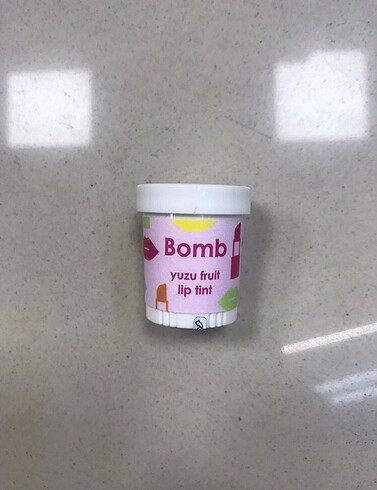 Bomb
yuzu fruit
lip tint